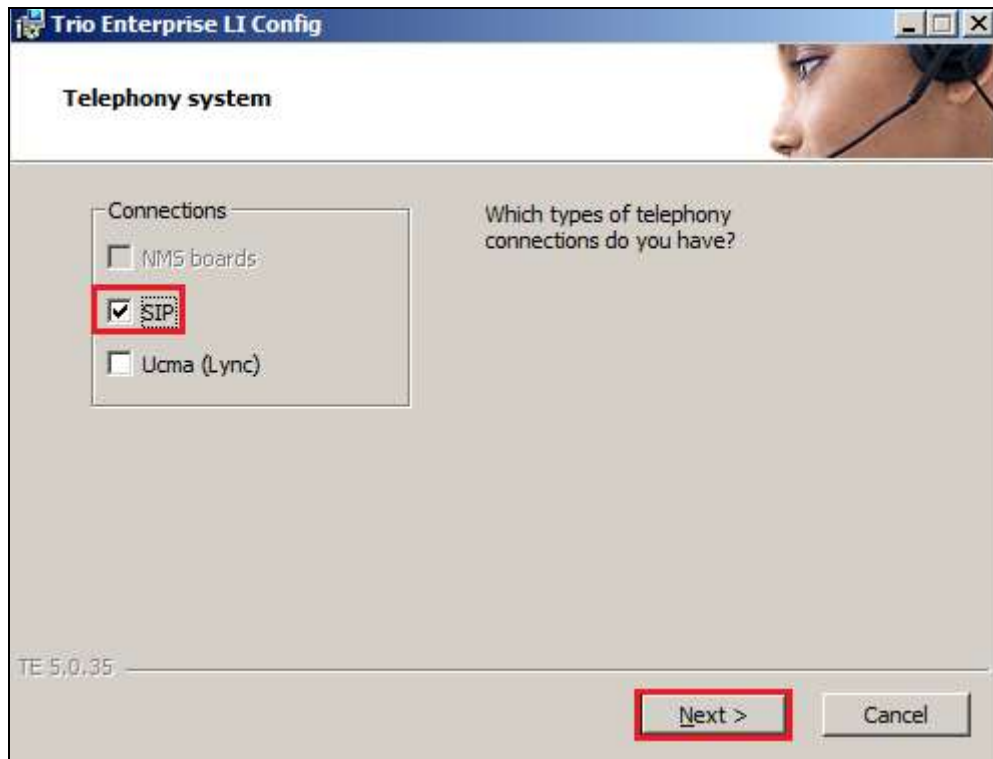 Trio Enterprise LI Config
Telephony system
Connections
NMS boards
SIP
Ucma (Lync)
Which types of telephony
connections do you have?
TE 5.0.35
Next >
Cancel